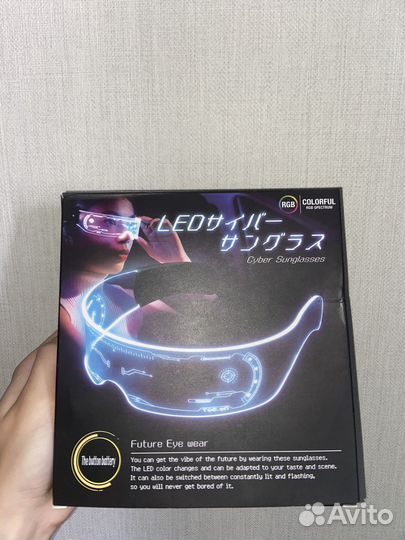 RGB
COLORFUL
RGB SPECTRUM
LEDサイバー
サングラス
Cyber Sunglasses
Future Eye wear
The button battery
You can get the vibe of the future by wearing these sunglasses.
The LED color changes and can be adapted to your taste and scene.
It can also be switched between constantly lit and flashing,
so you will never get bored of it.
Avito